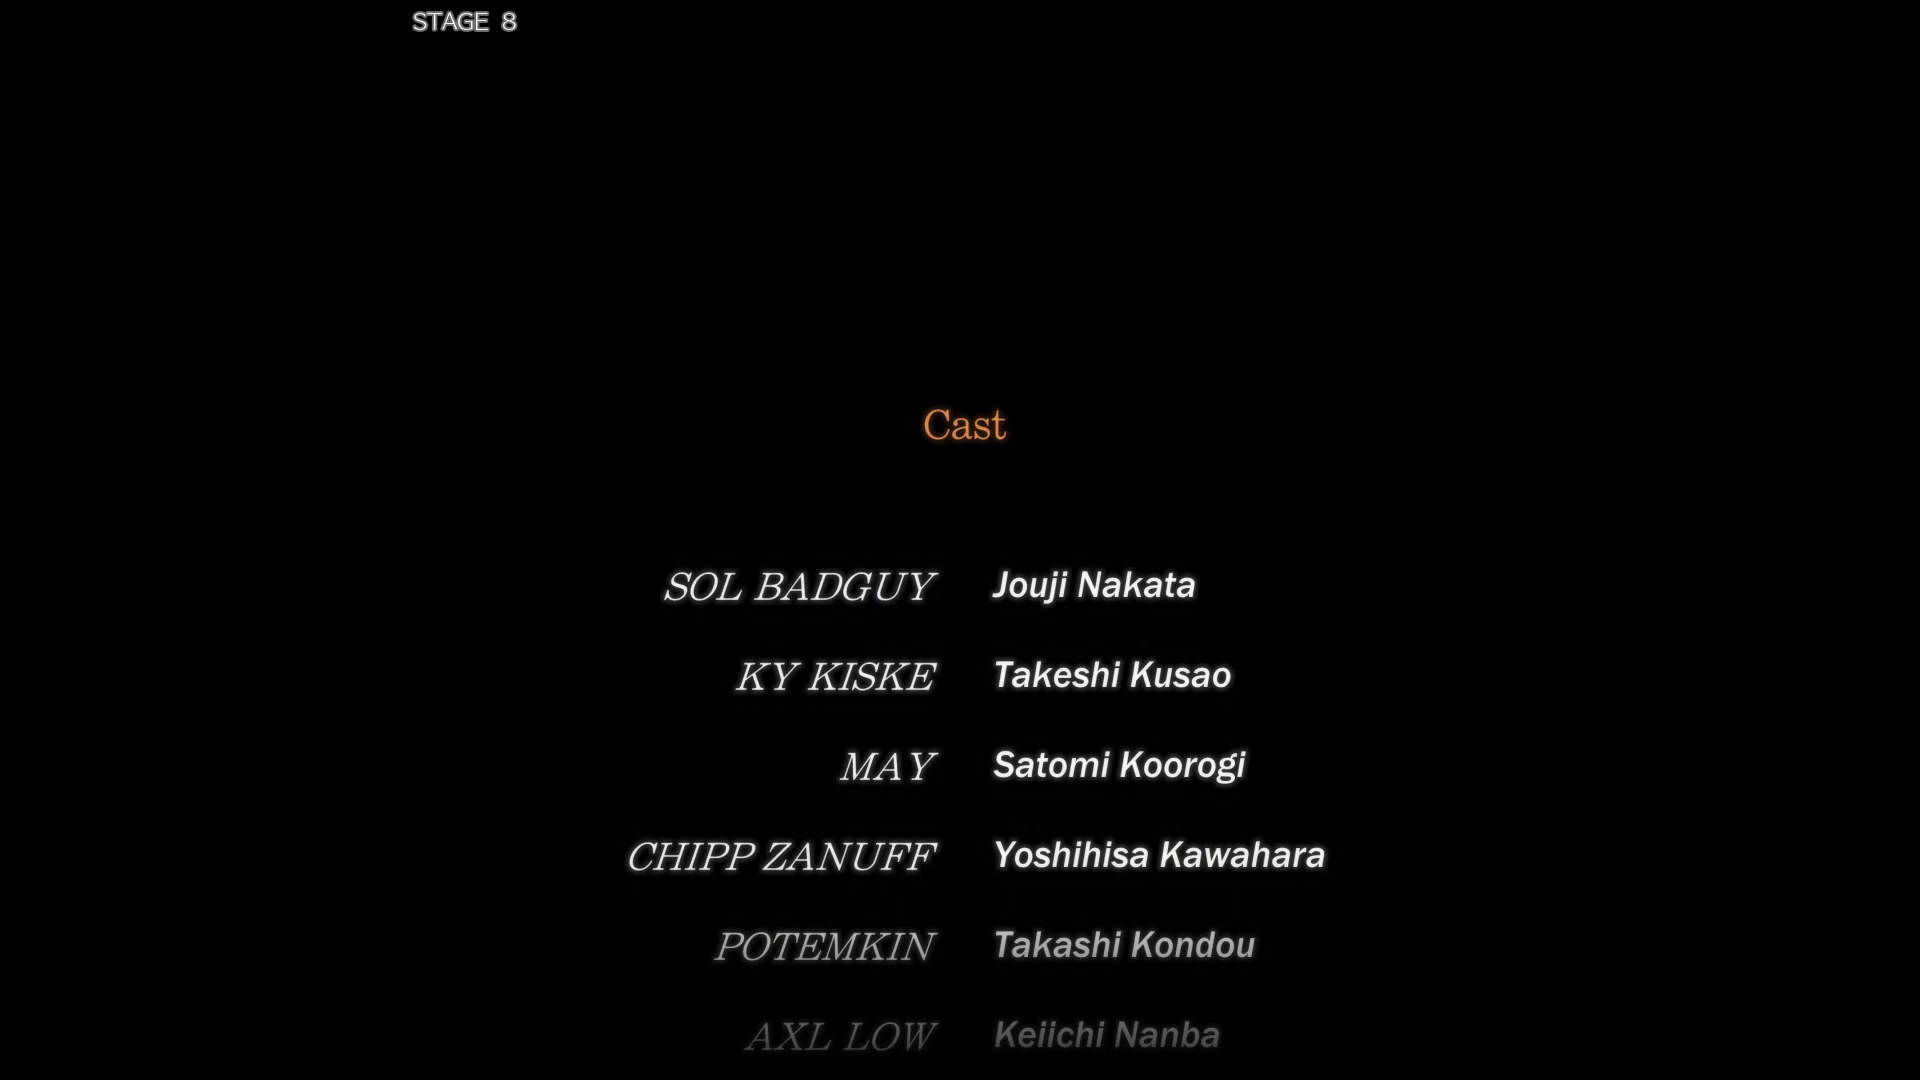 STAGE 8
Cast
SOL BADGUY Jouji Nakata
KY KISKE Takeshi Kusao
MAY Satomi Koorogi
CHIPP ZANUFF Yoshihisa Kawahara
POTEMKIN Takashi Kondou
AXL LOW Keiichi Nanba